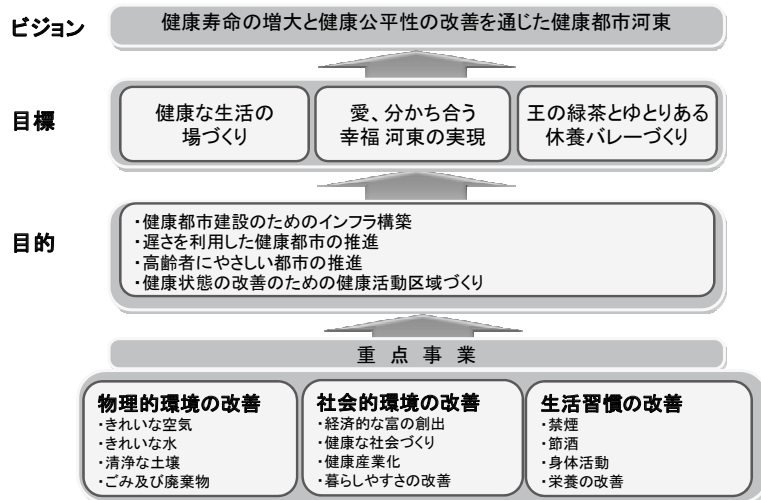 ビジョン
健康寿命の増大と健康公平性の改善を通じた健康都市河東
目標
健康な生活の
場づくり
愛、分かち合う
幸福 河東の実現
王の緑茶とゆとりある
休養バレーづくり
目的
・健康都市建設のためのインフラ構築
・遅さを利用した健康都市の推進
・高齢者にやさしい都市の推進
・健康状態の改善のための健康活動区域づくり
重 点 事 業
物理的環境の改善
・きれいな空気
・きれいな水
・清浄な土壌
・ごみ及び廃棄物
社会的環境の改善
・経済的な富の創出
・健康な社会づくり
・健康産業化
・暮らしやすさの改善
生活習慣の改善
・禁煙
・節酒
・身体活動
・栄養の改善